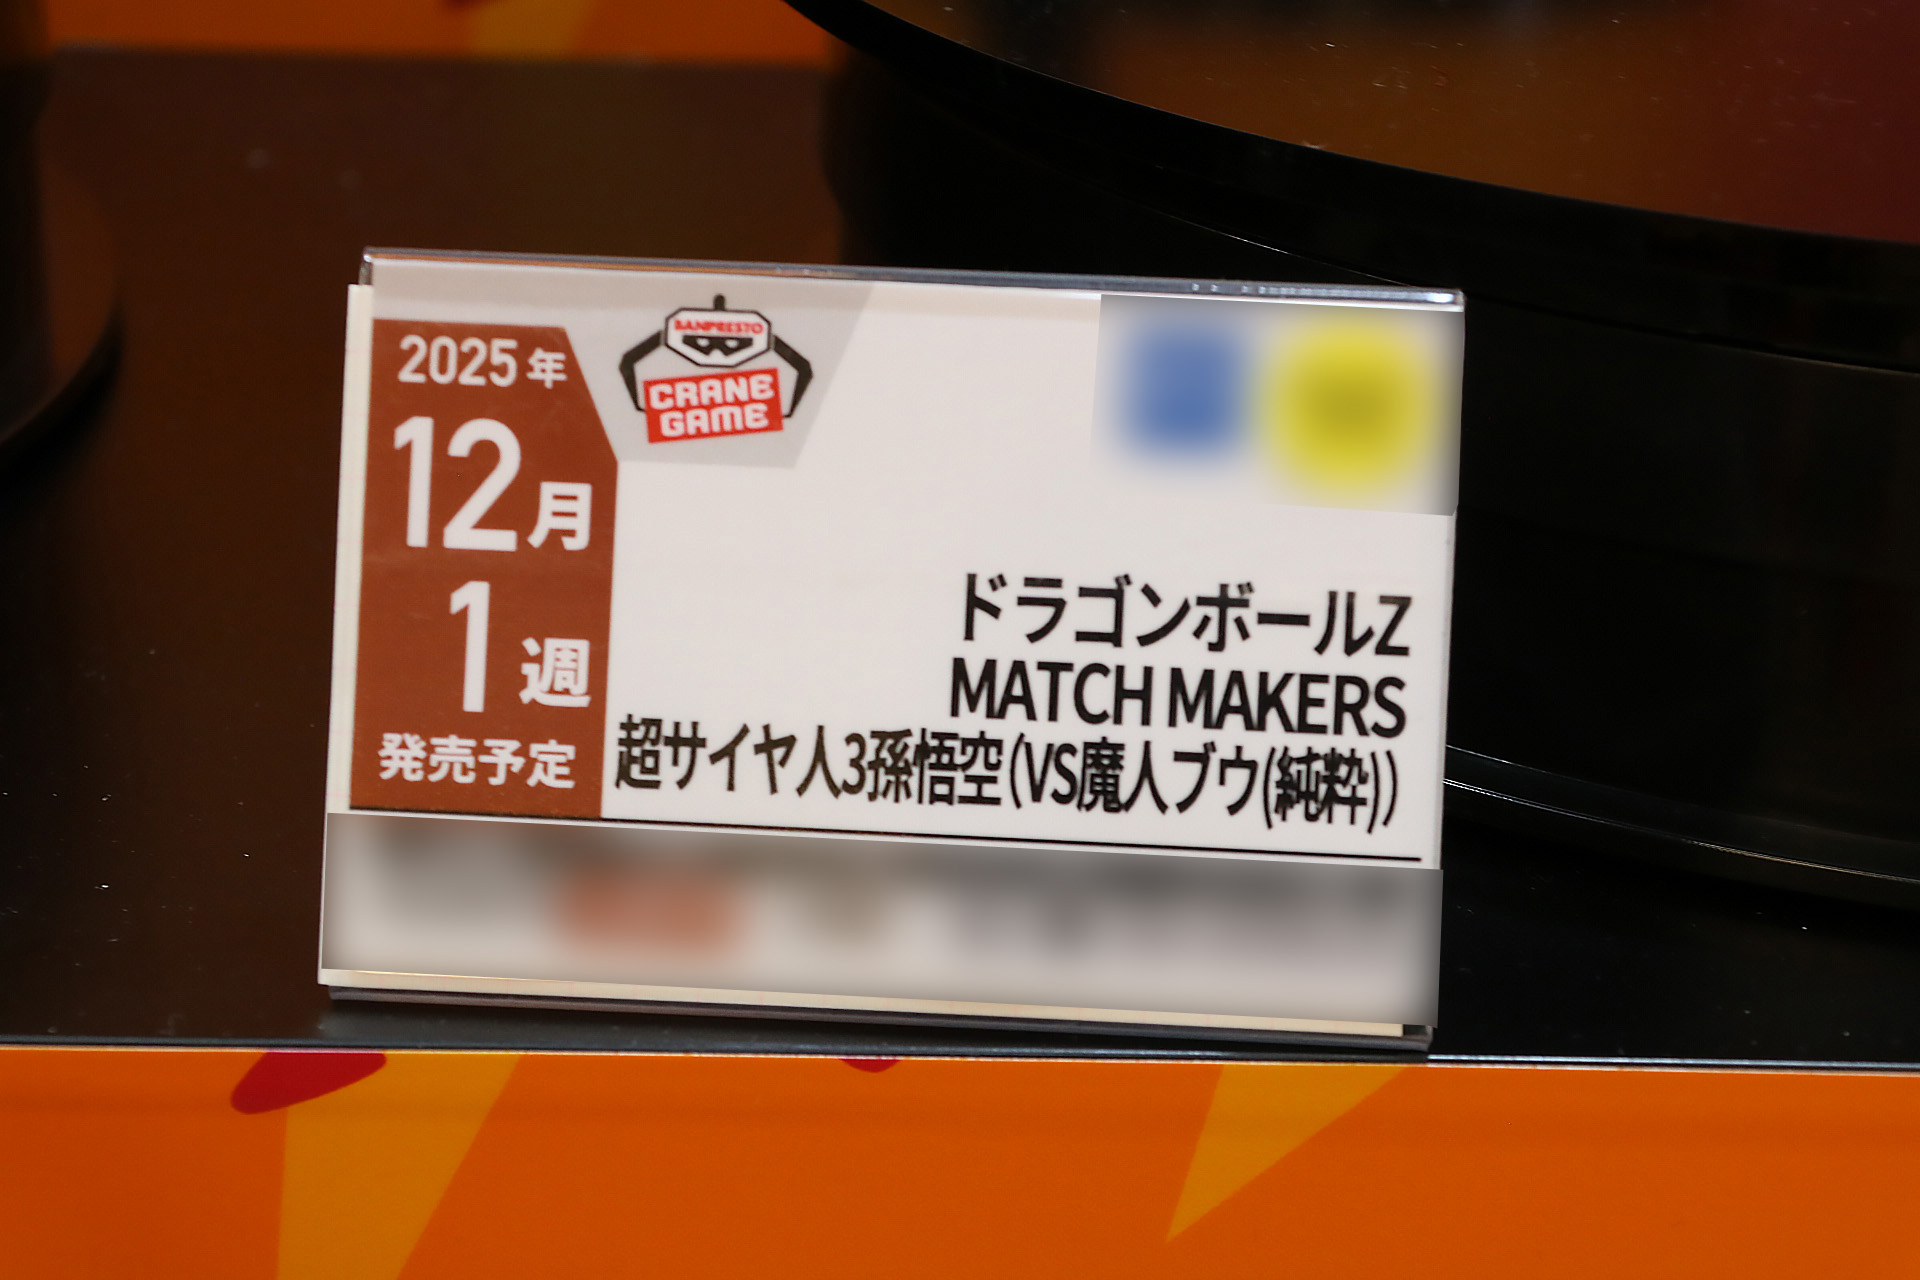 2025年
12月
1週
発売予定
BANPRESTO
CRANE
GAME
ドラゴンボールZ
MATCH MAKERS
超サイヤ人3孫悟空(VS魔人ブウ(純粋))